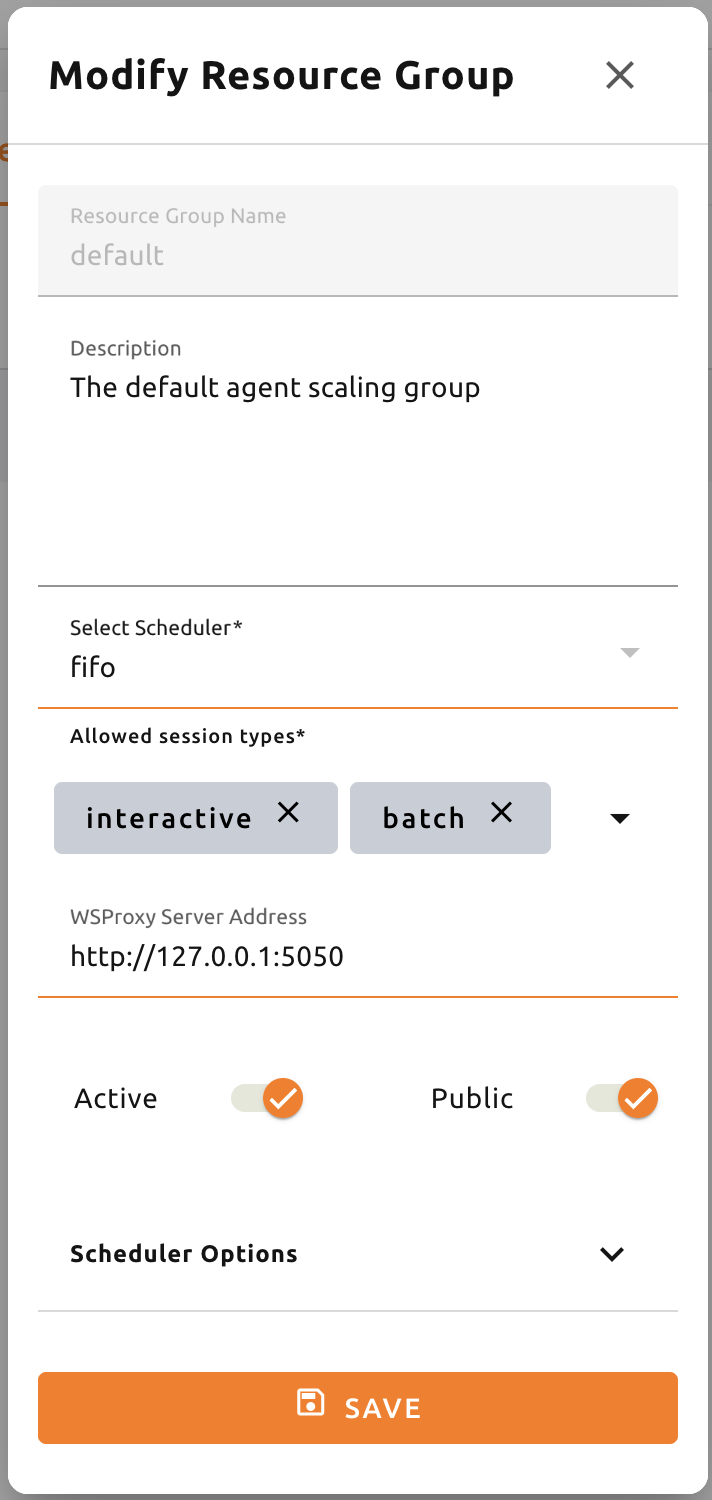 Modify Resource Group
Resource Group Name
default
Description
The default agent scaling group
Select Scheduler*
fifo
Allowed session types*
interactive batch
WSProxy Server Address
http://127.0.0.1:5050
Active Public
Scheduler Options
SAVE